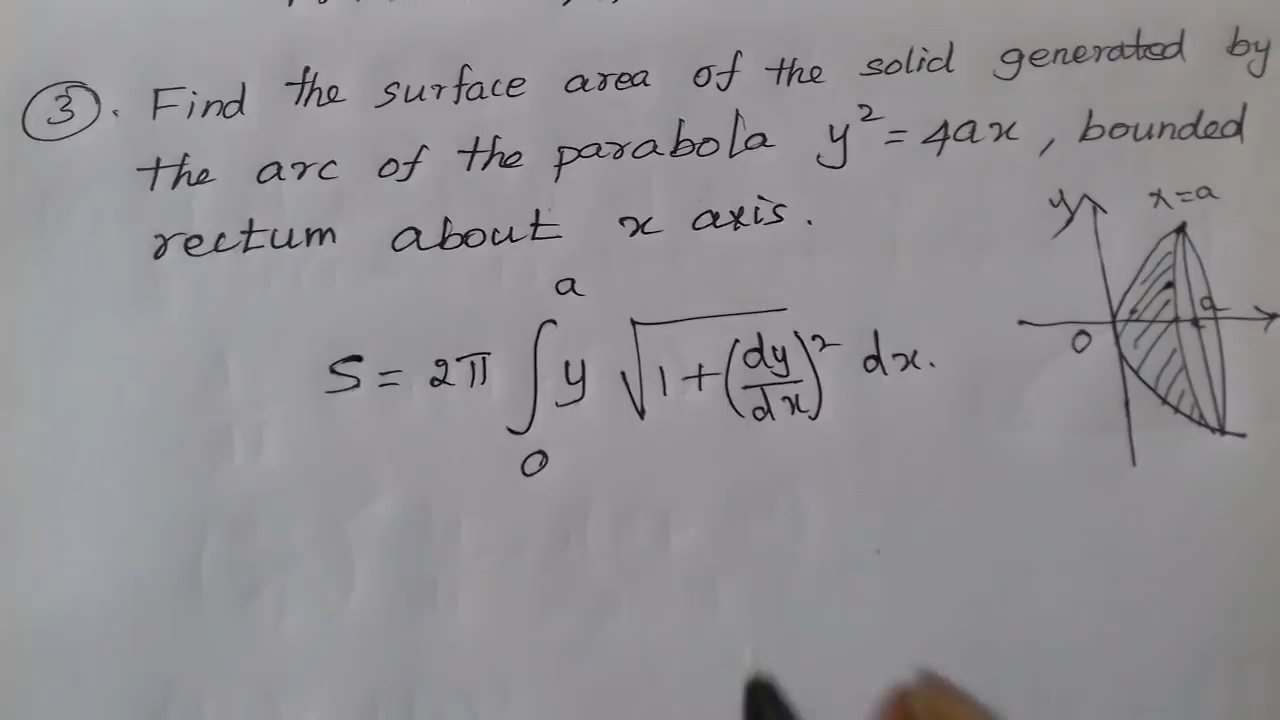 3. Find the surface area of the solid generated by
the arc of the parabola y² = 4ax, bounded
rectum about x axis.
y x=a
a
0
S = 2π ∫₀ᵃ y √(1+(dy/dx)²) dx.